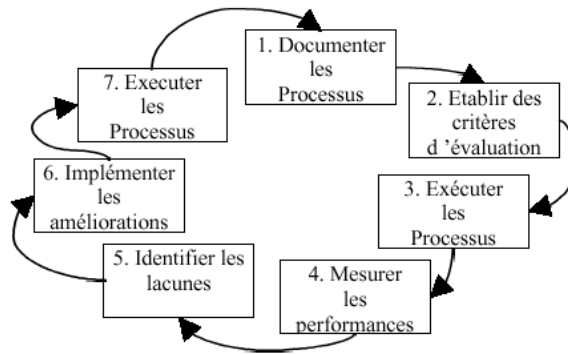 1. Documenter
les
Processus
2. Etablir des
critères
d 'évaluation
3. Exécuter
les
Processus
4. Mesurer
les
performances
5. Identifier les
lacunes
6. Implémenter
les
améliorations
7. Executer
les
Processus